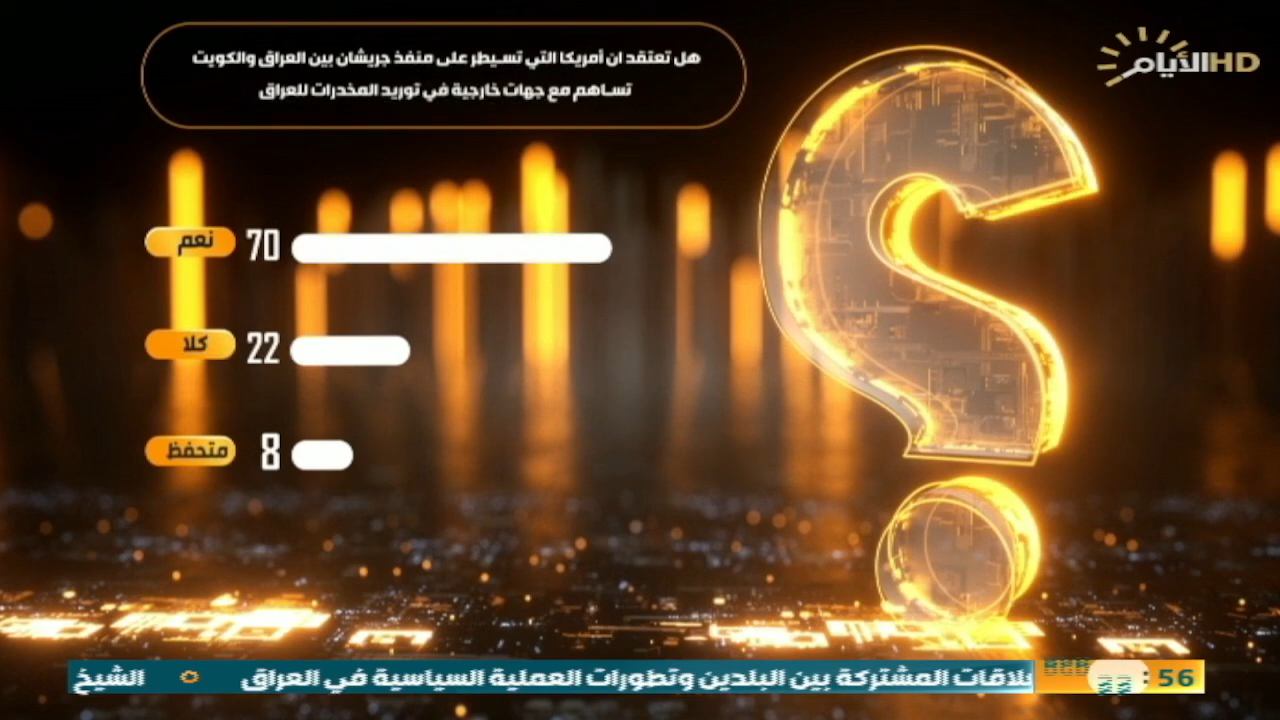 هل تعتقد ان أمريكا التي تسيطر على منفذ جريشان بين العراق والكويت
تساهم مع جهات خارجية في توريد المخدرات للعراق
الأيام HD
نعم 70
كلا 22
متحفظ 8
المشتركة بين البلدين وتطورات العملية السياسية في العراق الشيخ
: 56